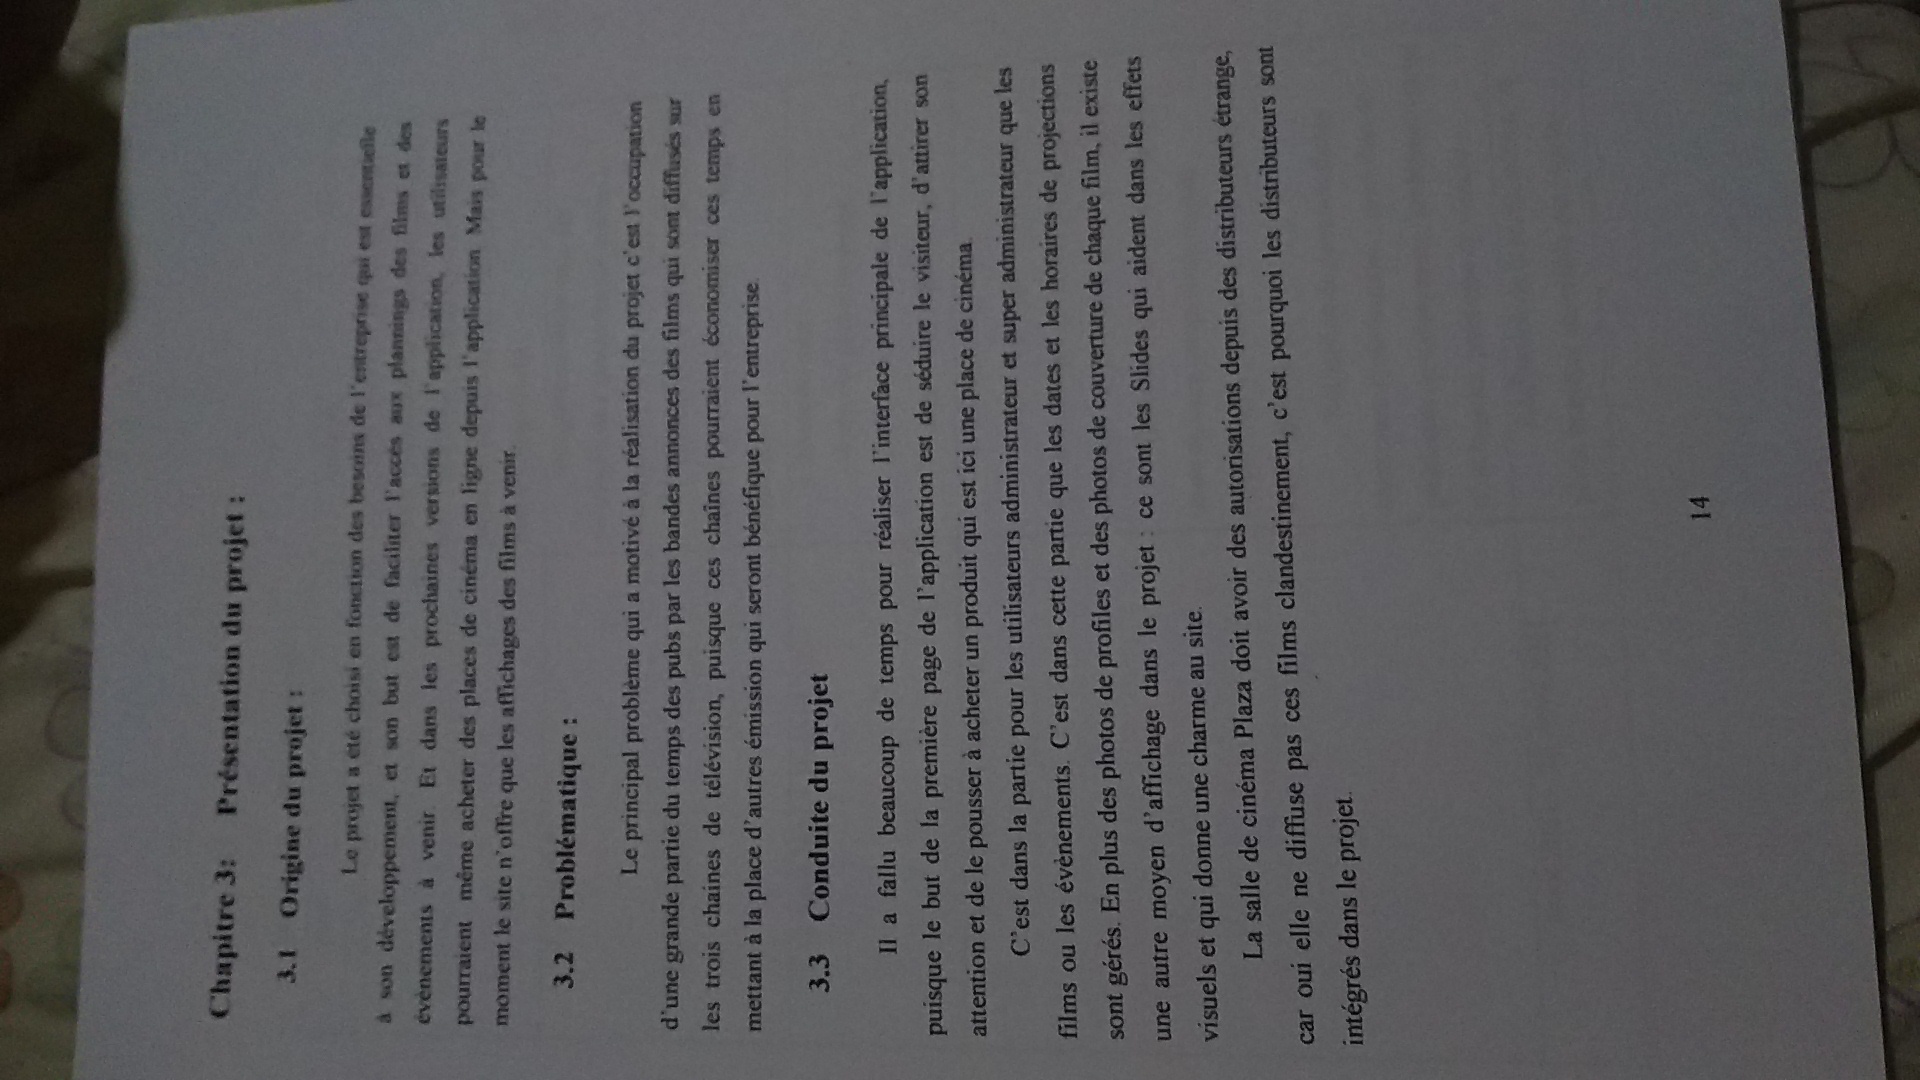 Chapitre 3: Présentation du projet :
3.1 Origine du projet :
Le projet a été choisi en fonction des besoins de l'entreprise qui est essentielle
à son développement, et son but est de faciliter l'accès aux plannings des films et des
évènements à venir. Et dans les prochaines versions de l'application, les utilisateurs
pourraient même acheter des places de cinéma en ligne depuis l'application. Mais pour le
moment le site n'offre que les affichages des films à venir.
3.2 Problématique :
Le principal problème qui a motivé à la réalisation du projet c'est l'occupation
d'une grande partie du temps des pubs par les bandes annonces des films qui sont diffusés sur
les trois chaines de télévision, puisque ces chaînes pourraient économiser ces temps en
mettant à la place d'autres émission qui seront bénéfique pour l'entreprise.
3.3 Conduite du projet
Il a fallu beaucoup de temps pour réaliser l'interface principale de l'application,
puisque le but de la première page de l'application est de séduire le visiteur, d'attirer son
attention et de le pousser à acheter un produit qui est ici une place de cinéma.
C'est dans la partie pour les utilisateurs administrateur et super administrateur que les
films ou les évènements. C'est dans cette partie que les dates et les horaires de projections
sont gérés. En plus des photos de profiles et des photos de couverture de chaque film, il existe
une autre moyen d'affichage dans le projet : ce sont les Slides qui aident dans les effets
visuels et qui donne une charme au site.
La salle de cinéma Plaza doit avoir des autorisations depuis des distributeurs étrange,
car oui elle ne diffuse pas ces films clandestinement, c'est pourquoi les distributeurs sont
intégrés dans le projet.
14